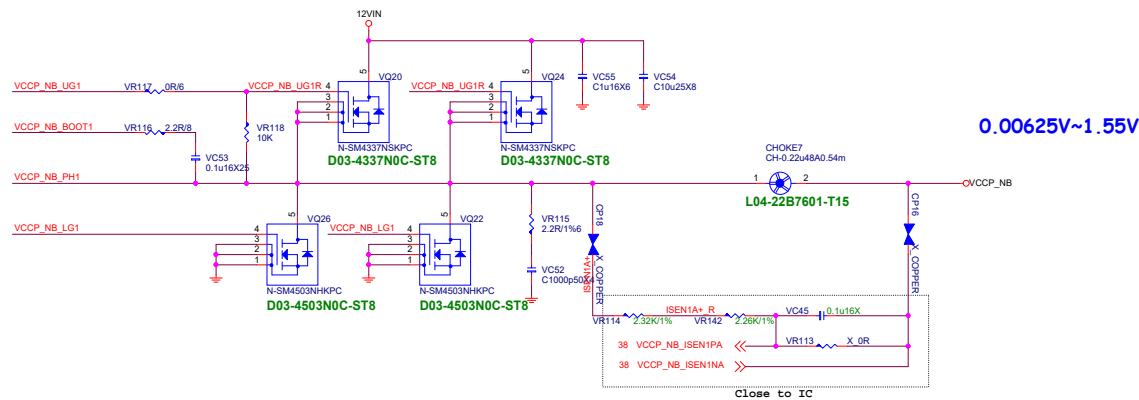 12VIN
VCCP_NB_UG1
VR117 0R/6
VCCP_NB_UG1R
4
3
2
1
5
VQ20
N-SM4337NSKPC
D03-4337N0C-ST8
VCCP_NB_UG1R
4
3
2
1
5
VQ24
N-SM4337NSKPC
D03-4337N0C-ST8
VC55
C1u16X6
VC54
C10u25X8
0.00625V~1.55V
VCCP_NB_BOOT1
VR116 2.2R/8
VR118
10K
VC53
0.1u16X25
VCCP_NB_PH1
CHOKE7
CH-0.22u48A0.54m
1
2
L04-22B7601-T15
VCCP_NB
VCCP_NB_LG1
4
3
2
1
5
VQ26
N-SM4503NHKPC
D03-4503N0C-ST8
VCCP_NB_LG1
4
3
2
1
5
VQ22
N-SM4503NHKPC
D03-4503N0C-ST8
VR115
2.2R/1%6
VC52
C1000p50X4
CP18
X_COPPER
ISEN1A+
CP16
X_COPPER
ISEN1A+_R
VR114 2.32K/1%
VR142 2.26K/1%
VC45 0.1u16X
VR113 X_0R
38 VCCP_NB_ISEN1PA
38 VCCP_NB_ISEN1NA
Close to IC